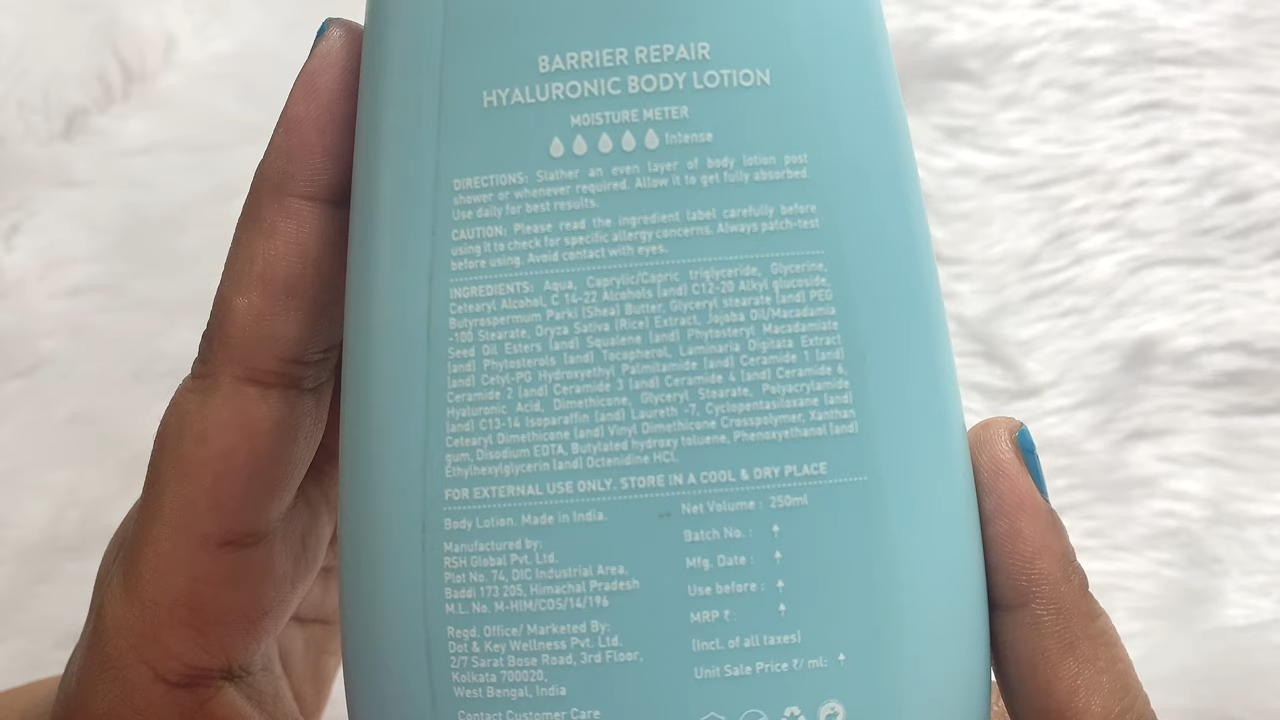 BARRIER REPAIR
HYALURONIC BODY LOTION
MOISTURE METER
Intense
DIRECTIONS: Slather an even layer of body lotion post
shower or whenever required. Allow it to get fully absorbed.
Use daily for best results.
CAUTION: Please read the ingredient label carefully before
using it to check for specific allergy concerns. Always patch-test
before using. Avoid contact with eyes.
INGREDIENTS: Aqua, Caprylic/Capric triglyceride, Glycerine,
Cetearyl Alcohol, C 14-22 Alcohols (and) C12-20 Alkyl glucoside,
Butyrospermum Parki (Shea) Butter, Glyceryl stearate (and) PEG
-100 Stearate, Oryza Sativa (Rice) Extract, Jojoba Oil/Macadamia
Seed Oil Esters (and) Squalene (and) Phytosteryl Macadamiate
(and) Phytosterols (and) Tocopherol, Laminaria Digitata Extract
(and) Cetyl-PG Hydroxyethyl Palmitamide (and) Ceramide 1 (and)
Ceramide 2 (and) Ceramide 3 (and) Ceramide 4 (and) Ceramide 6,
Hyaluronic Acid, Dimethicone, Glyceryl Stearate, Polyacrylamide
(and) C13-14 Isoparaffin (and) Laureth -7, Cyclopentasiloxane (and)
Cetearyl Dimethicone (and) Vinyl Dimethicone Crosspolymer, Xanthan
gum, Disodium EDTA, Butylated hydroxy toluene, Phenoxyethanol (and)
Ethylhexylglycerin (and) Octenidine HCl.
FOR EXTERNAL USE ONLY. STORE IN A COOL & DRY PLACE
Body Lotion. Made in India.
Manufactured by:
RSH Global Pvt. Ltd.
Plot No. 74, DIC Industrial Area,
Baddi 173 205, Himachal Pradesh
M.L. No. M-HIM/COS/14/196
Regd. Office/ Marketed By:
Dot & Key Wellness Pvt. Ltd.
2/7 Sarat Bose Road, 3rd Floor,
Kolkata 700020,
West Bengal, India
Contact Customer Care
Net Volume : 250ml
Batch No. :
Mfg. Date :
Use before :
MRP ₹ :
(Incl. of all taxes)
Unit Sale Price ₹/ ml: